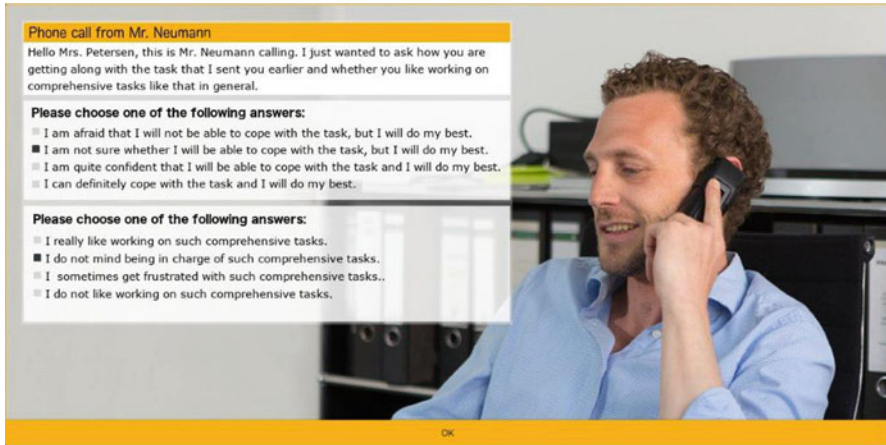 Phone call from Mr. Neumann
Hello Mrs. Petersen, this is Mr. Neumann calling. I just wanted to ask how you are
getting along with the task that I sent you earlier and whether you like working on
comprehensive tasks like that in general.
Please choose one of the following answers:
I am afraid that I will not be able to cope with the task, but I will do my best.
I am not sure whether I will be able to cope with the task, but I will do my best.
I am quite confident that I will be able to cope with the task and I will do my best.
I can definitely cope with the task and I will do my best.
Please choose one of the following answers:
I really like working on such comprehensive tasks.
I do not mind being in charge of such comprehensive tasks.
I sometimes get frustrated with such comprehensive tasks..
I do not like working on such comprehensive tasks.
OK